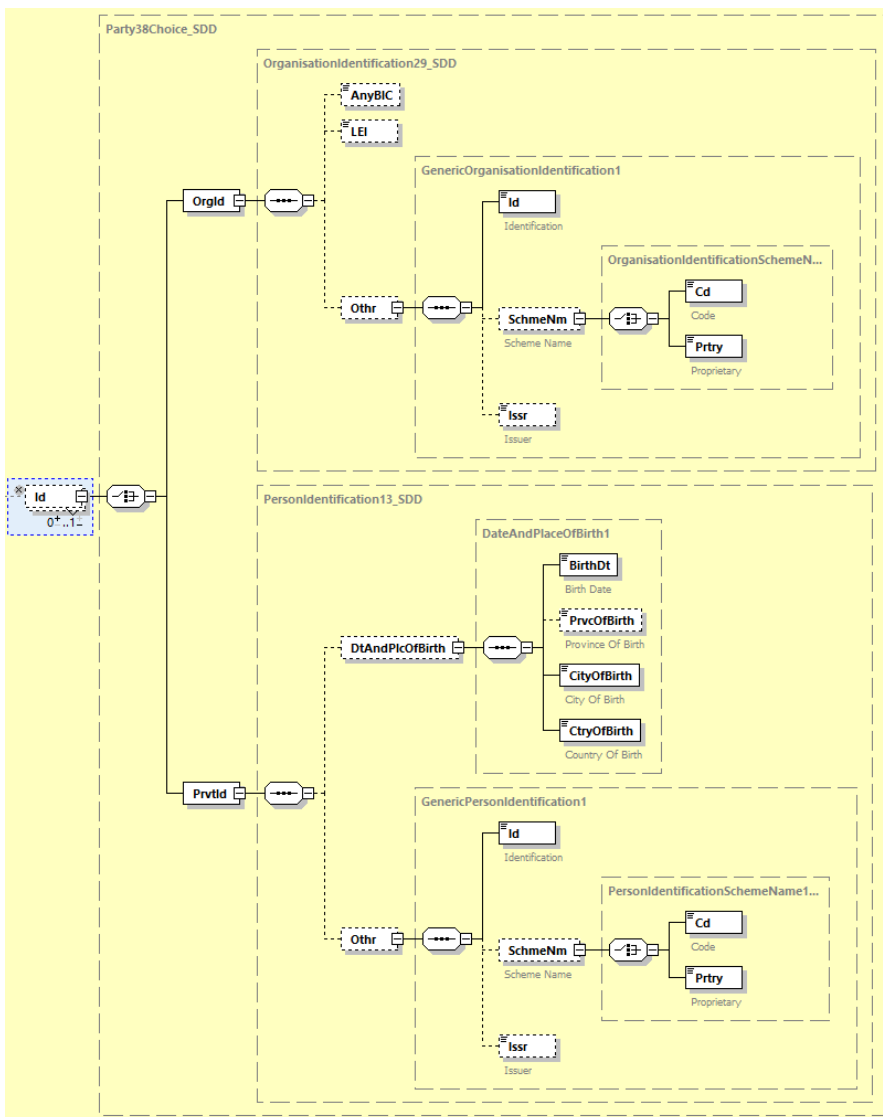 Party38Choice_SDD
OrganisationIdentification29_SDD
AnyBIC
LEI
GenericOrganisationIdentification1
OrgId
Id
Identification
OrganisationIdentificationSchemeN...
Othr
SchmeNm
Scheme Name
Cd
Code
Prtry
Proprietary
Issr
Issuer
Id
0..1
PersonIdentification13_SDD
DateAndPlaceOfBirth1
BirthDt
Birth Date
DtAndPlcOfBirth
PrvcOfBirth
Province Of Birth
CityOfBirth
City Of Birth
CtryOfBirth
Country Of Birth
PrvtId
GenericPersonIdentification1
Id
Identification
PersonIdentificationSchemeName1...
Othr
SchmeNm
Scheme Name
Cd
Code
Prtry
Proprietary
Issr
Issuer